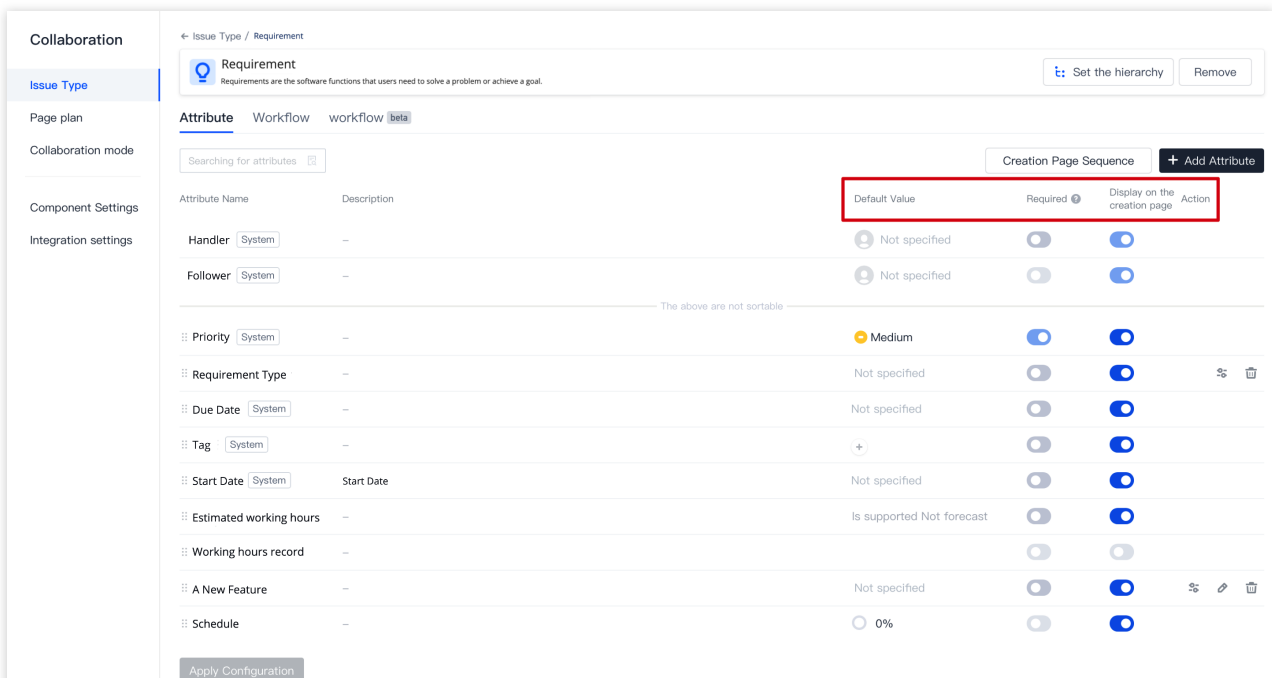 Collaboration
Issue Type
Page plan
Collaboration mode
Component Settings
Integration settings
← Issue Type / Requirement
Requirement
Requirements are the software functions that users need to solve a problem or achieve a goal.
Set the hierarchy
Remove
Attribute Workflow workflow beta
Searching for attributes
Creation Page Sequence
+ Add Attribute
Attribute Name Description Default Value Required Display on the creation page Action
Handler System – Not specified
Follower System – Not specified
The above are not sortable
Priority System – Medium
Requirement Type – Not specified
Due Date System – Not specified
Tag System – +
Start Date System Start Date Not specified
Estimated working hours – Is supported Not forecast
Working hours record –
A New Feature – Not specified
Schedule – 0%
Apply Configuration